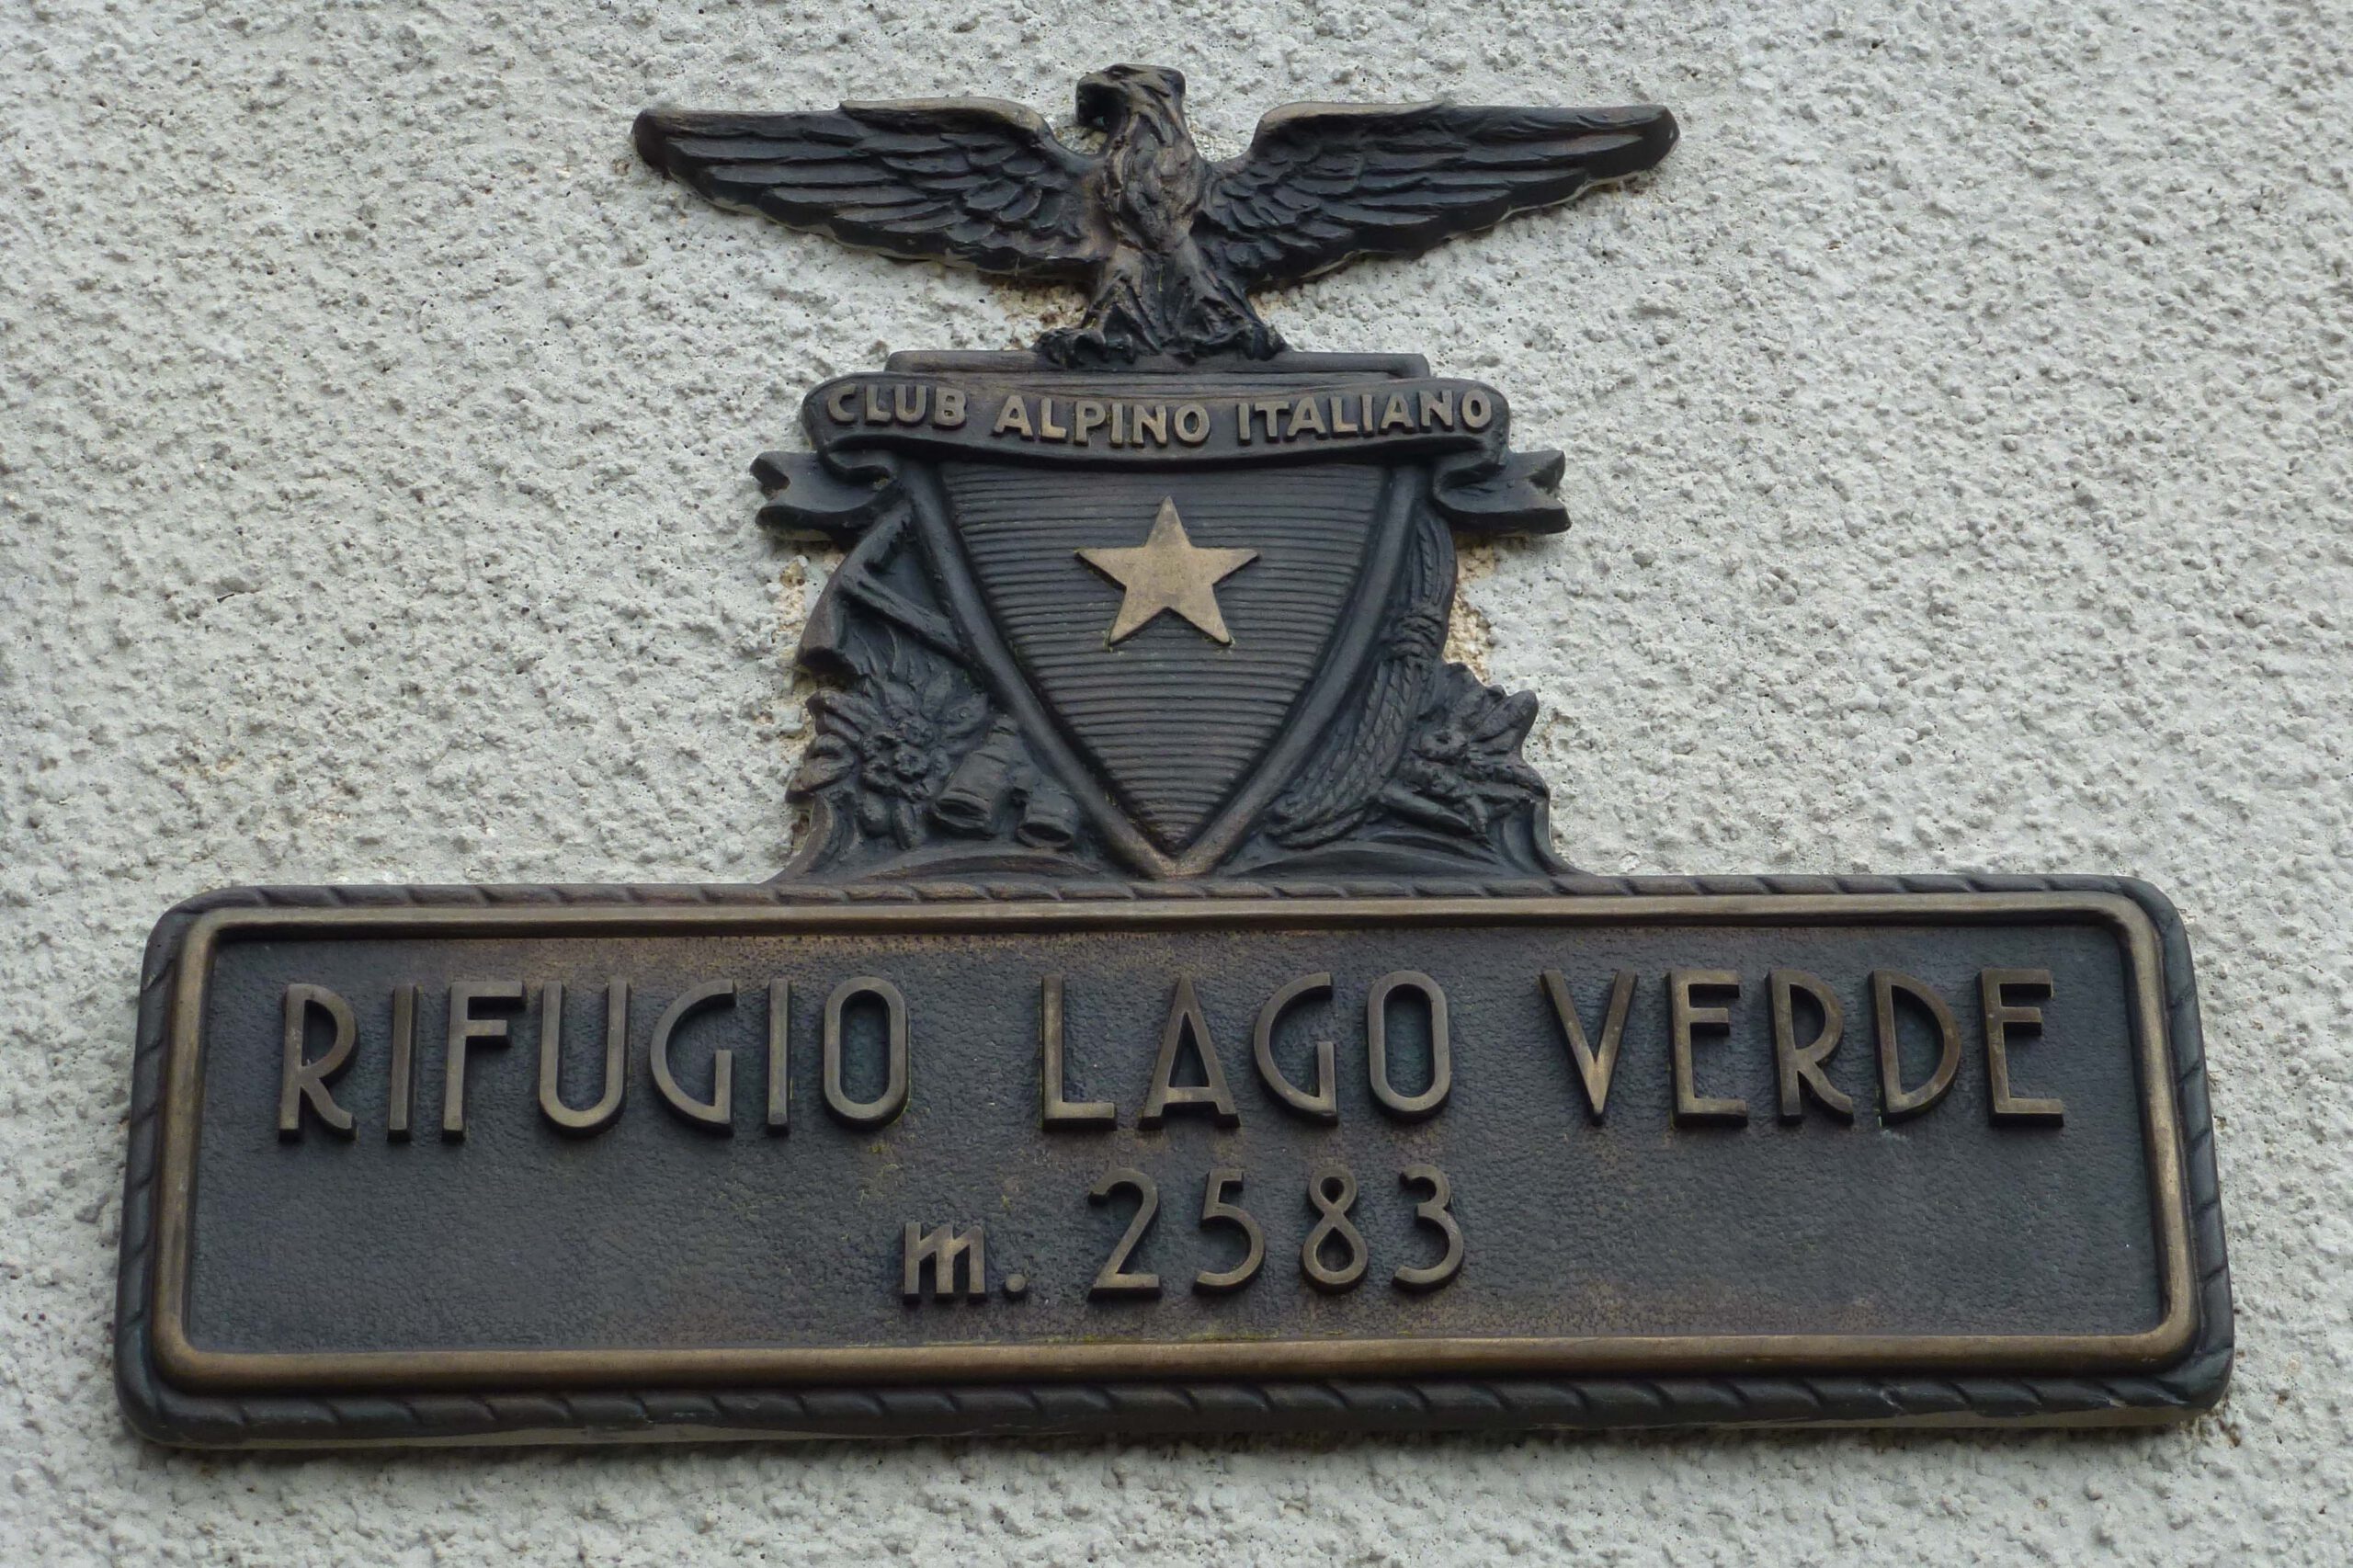 CLUB ALPINO ITALIANO
RIFUGIO LAGO VERDE
m. 2583